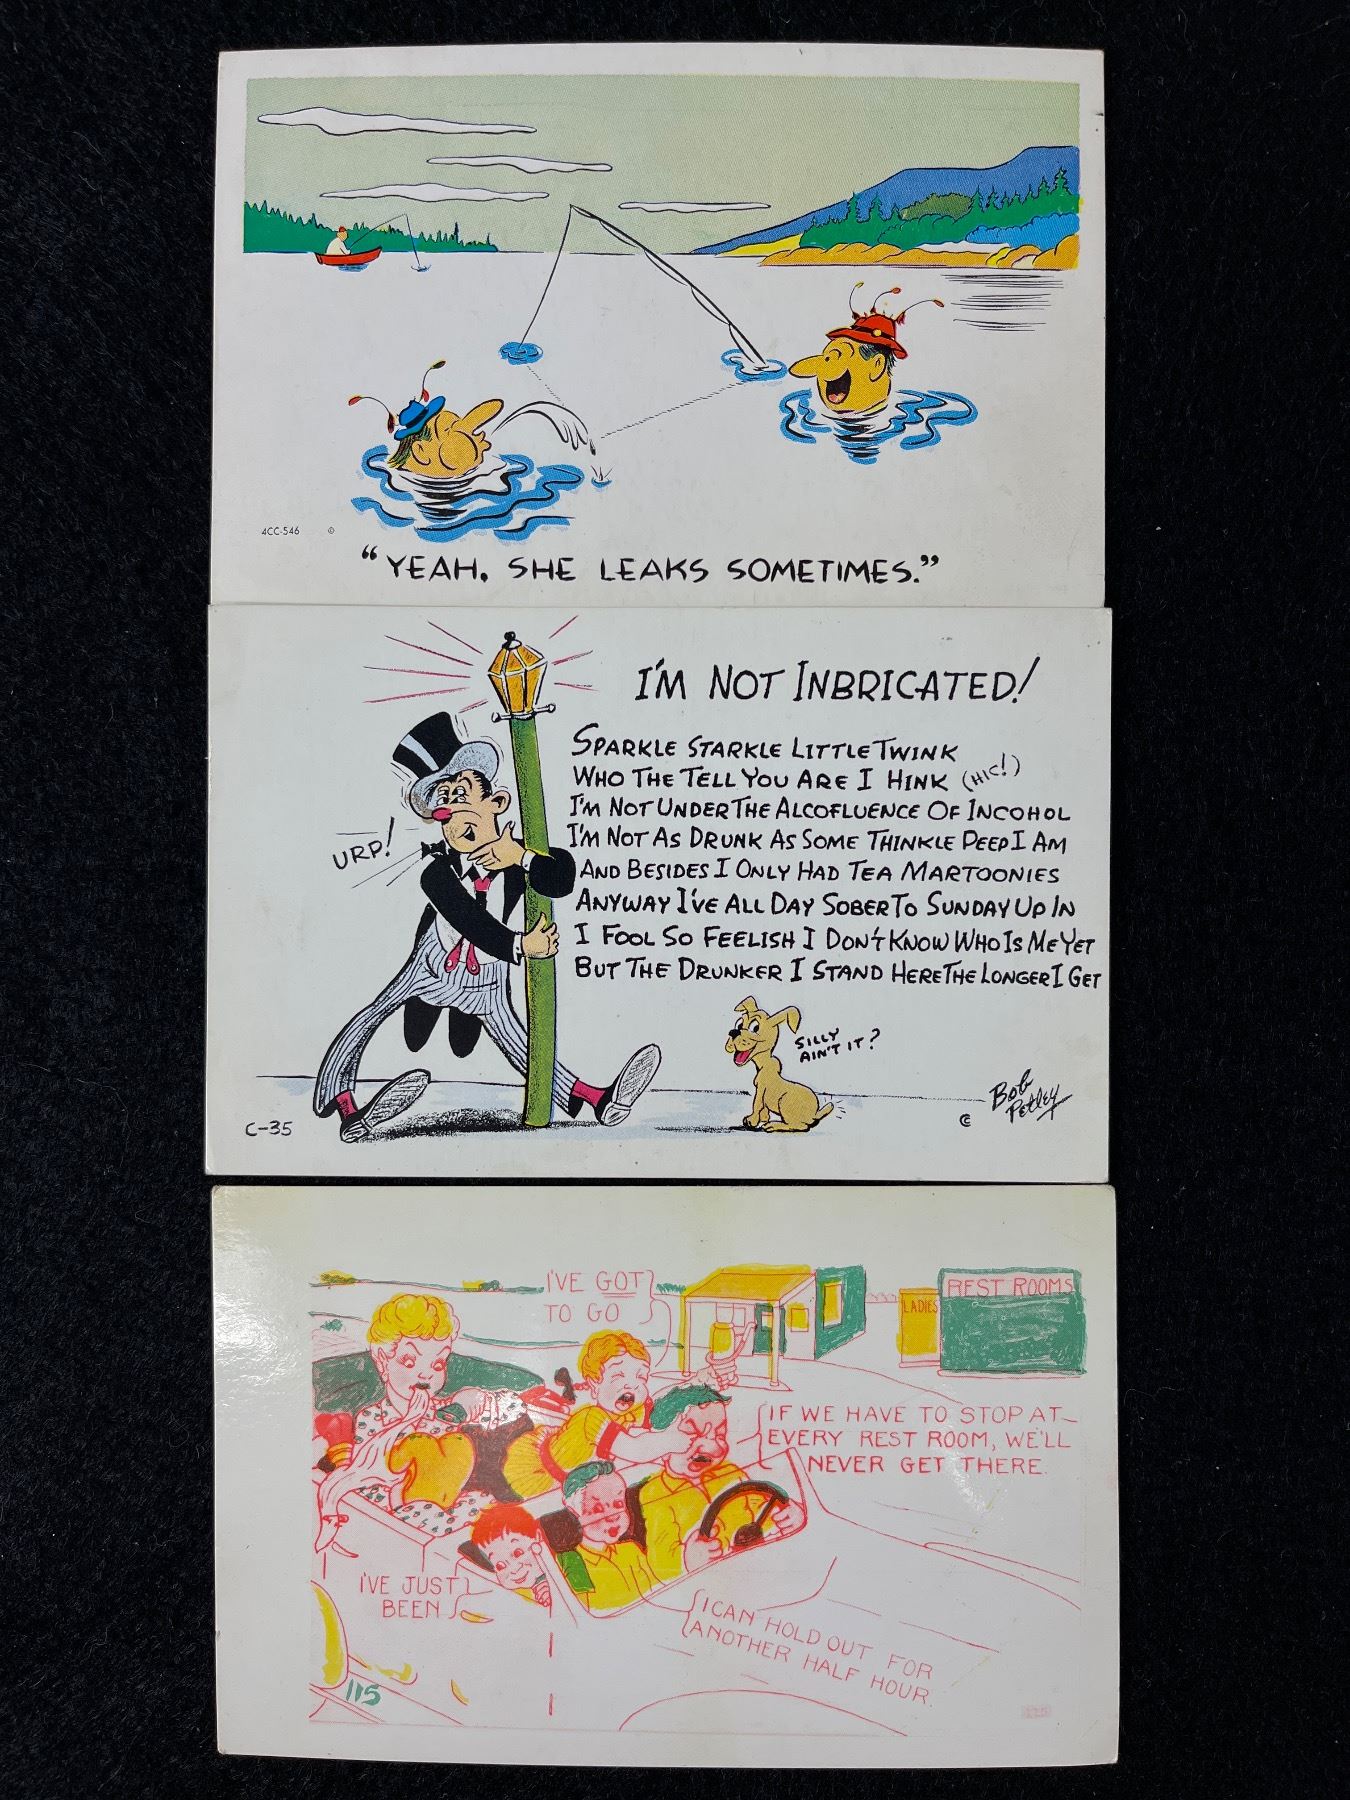 4CC-546 ©
"YEAH. SHE LEAKS SOMETIMES."
I'M NOT INBRICATED!
SPARKLE STARKLE LITTLE TWINK
WHO THE TELL YOU ARE I HINK (HIC!)
I'M NOT UNDER THE ALCOFLUENCE OF INCOHOL
I'M NOT AS DRUNK AS SOME THINKLE PEEP I AM
AND BESIDES I ONLY HAD TEA MARTOONIES
ANYWAY I'VE ALL DAY SOBER TO SUNDAY UP IN
I FOOL SO FEELISH I DON'T KNOW WHO IS ME YET
BUT THE DRUNKER I STAND HERE THE LONGER I GET
URP!
SILLY
AIN'T IT?
C-35
©
Bob
Petley
I'VE GOT
TO GO
LADIES
REST ROOMS
IF WE HAVE TO STOP AT
EVERY REST ROOM, WE'LL
NEVER GET THERE.
I'VE JUST
BEEN
I CAN HOLD OUT FOR
ANOTHER HALF HOUR.
115